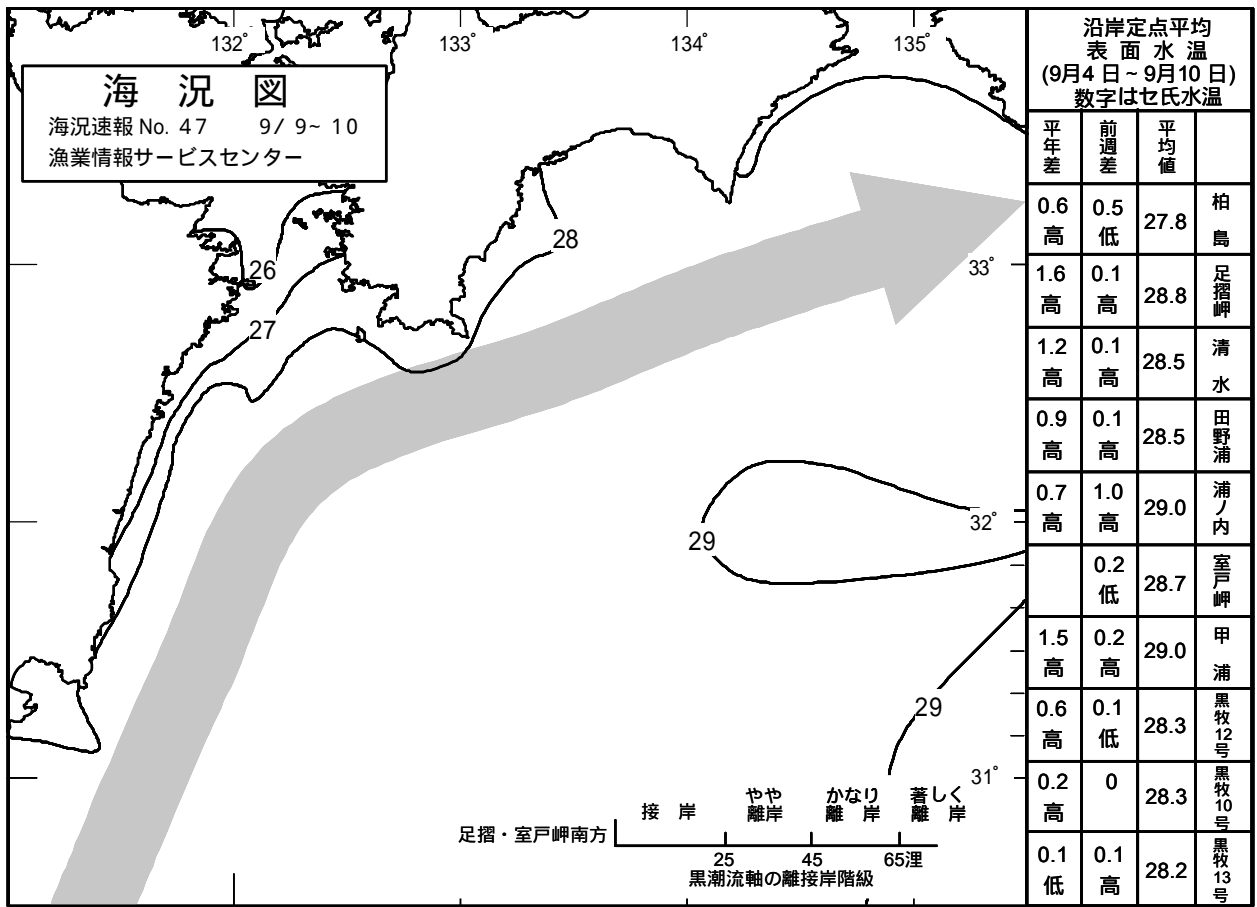 132°
133°
134°
135°
海況図
海況速報 No. 47 9/ 9~ 10
漁業情報サービスセンター
26
27
28
33°
29
32°
29
31°
接岸 やや離岸 かなり離岸 著しく離岸
足摺・室戸岬南方
25 45 65浬
黒潮流軸の離接岸階級
沿岸定点平均
表面水温
(9月4日~9月10日)
数字はセ氏水温
平年差 前週差 平均値
0.6高 0.5低 27.8 柏島
1.6高 0.1高 28.8 足摺岬
1.2高 0.1高 28.5 清水
0.9高 0.1高 28.5 田野浦
0.7高 1.0高 29.0 浦ノ内
0.2低 28.7 室戸岬
1.5高 0.2高 29.0 甲浦
0.6高 0.1低 28.3 黒牧12号
0.2高 0 28.3 黒牧10号
0.1低 0.1高 28.2 黒牧13号